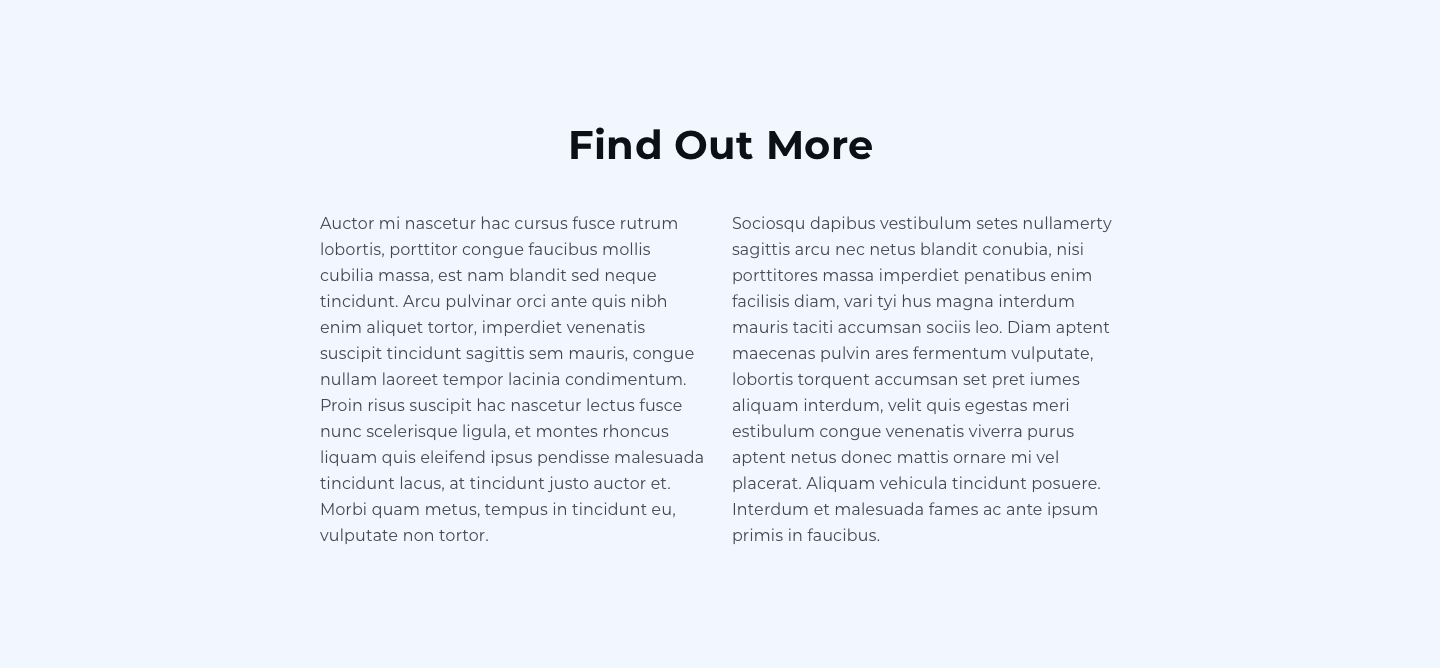 Find Out More
Auctor mi nascetur hac cursus fusce rutrum
lobortis, porttitor congue faucibus mollis
cubilia massa, est nam blandit sed neque
tincidunt. Arcu pulvinar orci ante quis nibh
enim aliquet tortor, imperdiet venenatis
suscipit tincidunt sagittis sem mauris, congue
nullam laoreet tempor lacinia condimentum.
Proin risus suscipit hac nascetur lectus fusce
nunc scelerisque ligula, et montes rhoncus
liquam quis eleifend ipsus pendisse malesuada
tincidunt lacus, at tincidunt justo auctor et.
Morbi quam metus, tempus in tincidunt eu,
vulputate non tortor.
Sociosqu dapibus vestibulum setes nullamerty
sagittis arcu nec netus blandit conubia, nisi
porttitores massa imperdiet penatibus enim
facilisis diam, vari tyi hus magna interdum
mauris taciti accumsan sociis leo. Diam aptent
maecenas pulvin ares fermentum vulputate,
lobortis torquent accumsan set pret iumes
aliquam interdum, velit quis egestas meri
estibulum congue venenatis viverra purus
aptent netus donec mattis ornare mi vel
placerat. Aliquam vehicula tincidunt posuere.
Interdum et malesuada fames ac ante ipsum
primis in faucibus.